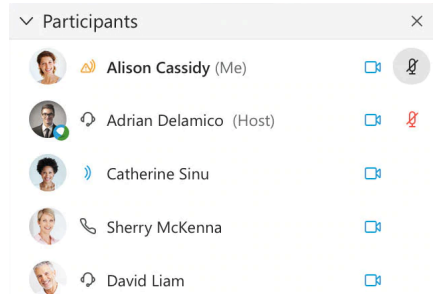 Participants
Alison Cassidy (Me)
Adrian Delamico (Host)
Catherine Sinu
Sherry McKenna
David Liam